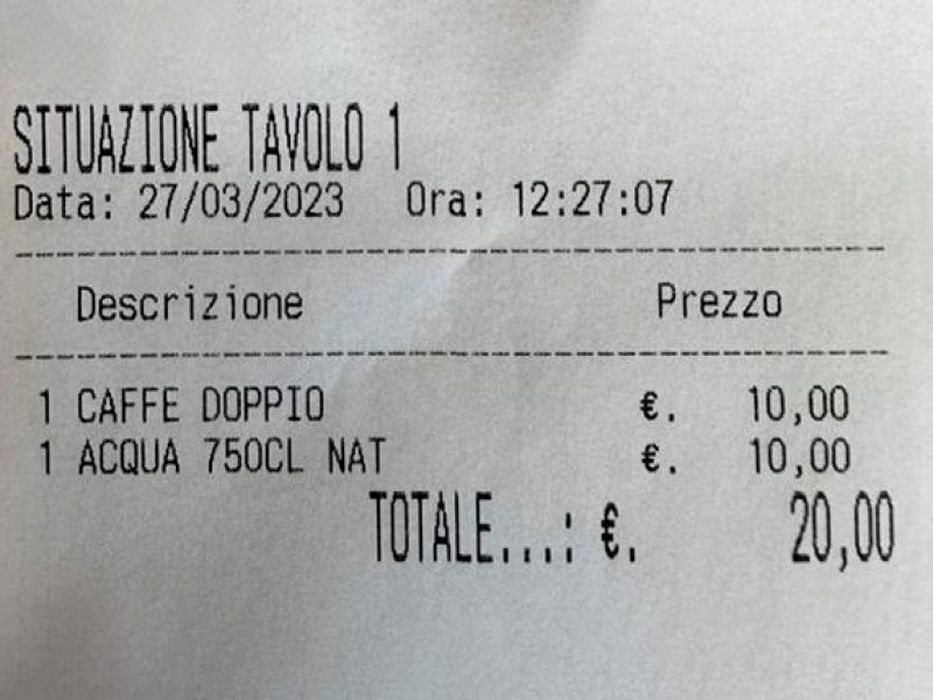 SITUAZIONE TAVOLO 1
Data: 27/03/2023 Ora: 12:27:07
Descrizione Prezzo
1 CAFFE DOPPIO €. 10,00
1 ACQUA 750CL NAT €. 10,00
TOTALE...: €. 20,00